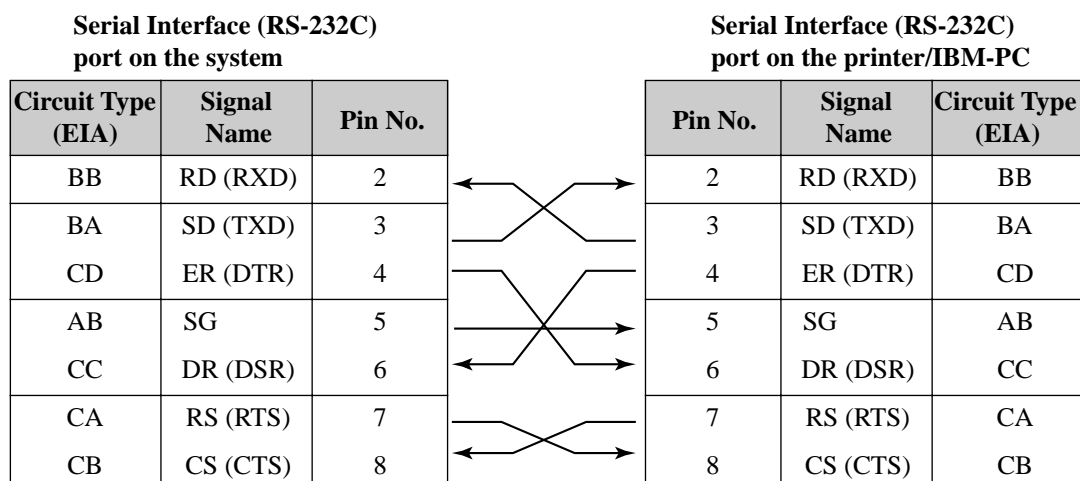 Serial Interface (RS-232C)
port on the system
Circuit Type (EIA) Signal Name Pin No.
BB RD (RXD) 2
BA SD (TXD) 3
CD ER (DTR) 4
AB SG 5
CC DR (DSR) 6
CA RS (RTS) 7
CB CS (CTS) 8
Serial Interface (RS-232C)
port on the printer/IBM-PC
Pin No. Signal Name Circuit Type (EIA)
2 RD (RXD) BB
3 SD (TXD) BA
4 ER (DTR) CD
5 SG AB
6 DR (DSR) CC
7 RS (RTS) CA
8 CS (CTS) CB